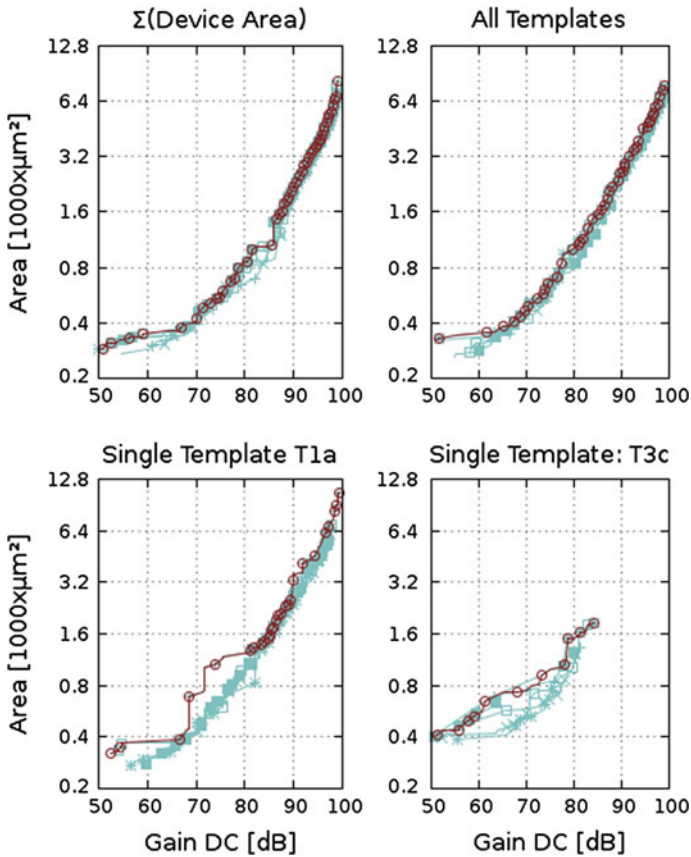 Σ(Device Area)
All Templates
Area [1000xµm²]
12.8
6.4
3.2
1.6
0.8
0.4
0.2
50 60 70 80 90 100
12.8
6.4
3.2
1.6
0.8
0.4
0.2
50 60 70 80 90 100
Single Template T1a
Single Template: T3c
Area [1000xµm²]
12.8
6.4
3.2
1.6
0.8
0.4
0.2
50 60 70 80 90 100
Gain DC [dB]
12.8
6.4
3.2
1.6
0.8
0.4
0.2
50 60 70 80 90 100
Gain DC [dB]